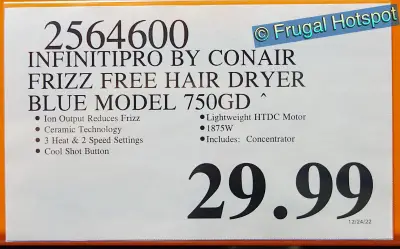 © Frugal Hotspot
2564600
INFINITIPRO BY CONAIR
FRIZZ FREE HAIR DRYER
BLUE MODEL 750GD ^
• Ion Output Reduces Frizz
• Ceramic Technology
• 3 Heat & 2 Speed Settings
• Cool Shot Button
• Lightweight HTDC Motor
• 1875W
• Includes: Concentrator
29.99
12/24/22